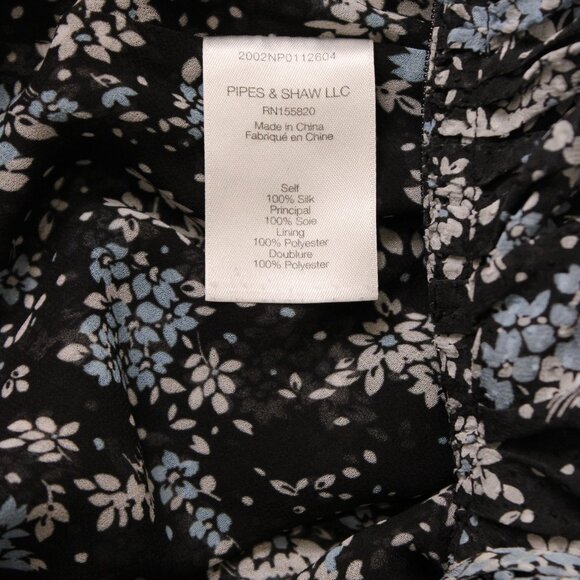 2002NP0112604
PIPES & SHAW LLC
RN155820
Made in China
Fabriqué en Chine
Self
100% Silk
Principal
100% Soie
Lining
100% Polyester
Doublure
100% Polyester